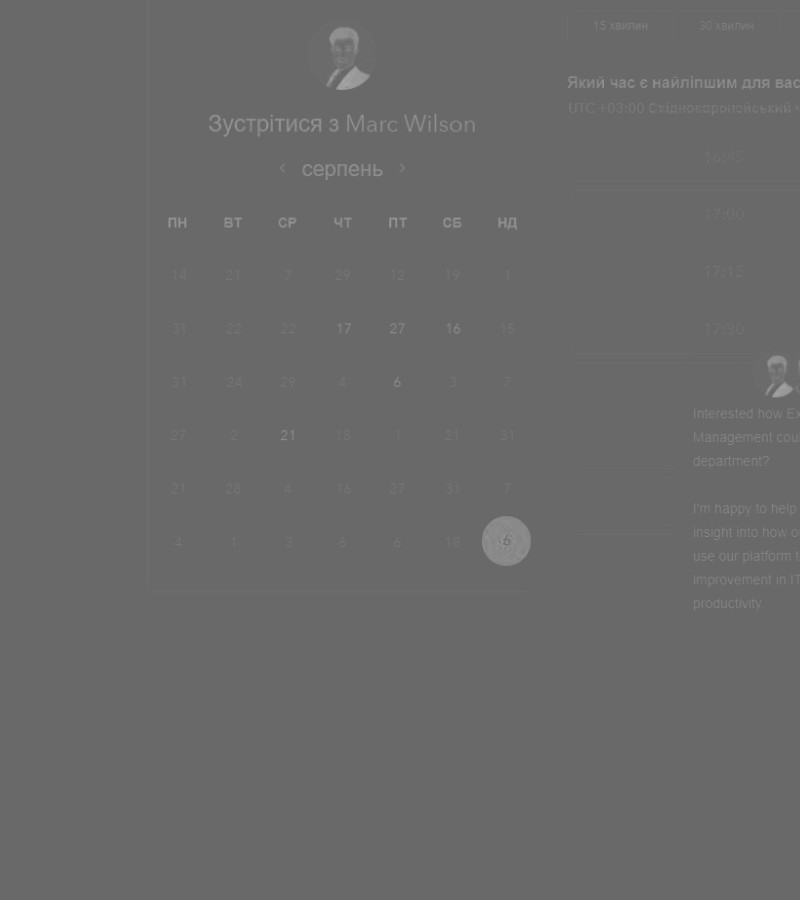 Зустрітися з Marc Wilson
‹ серпень ›
ПН ВТ СР ЧТ ПТ СБ НД
14 21 7 29 12 19 1
31 22 22 17 27 16 15
31 24 29 4 6 3 7
27 2 21 18 1 21 31
21 28 4 16 27 31 7
4 1 3 6 6 18 6
15 хвилин 30 хвилин
Який час є найліпшим для вас
UTC +03:00 Східноєвропейський ч
16:45
17:00
17:15
17:30
Interested how Ex
Management coul
department?
I'm happy to help
insight into how o
use our platform t
improvement in IT
productivity.